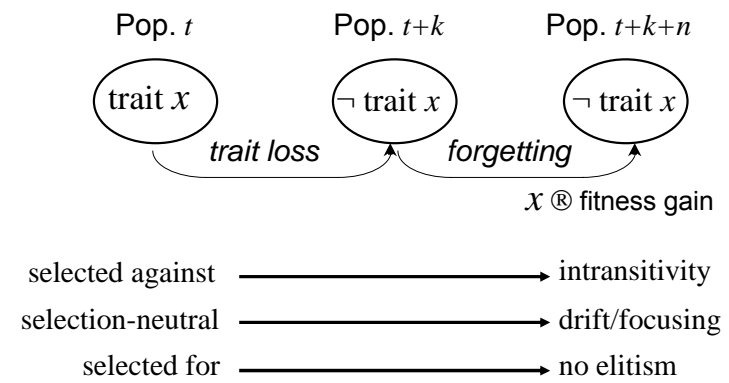 Pop. t Pop. t+k Pop. t+k+n
trait x ¬ trait x ¬ trait x
trait loss forgetting
x ® fitness gain
selected against intransitivity
selection-neutral drift/focusing
selected for no elitism